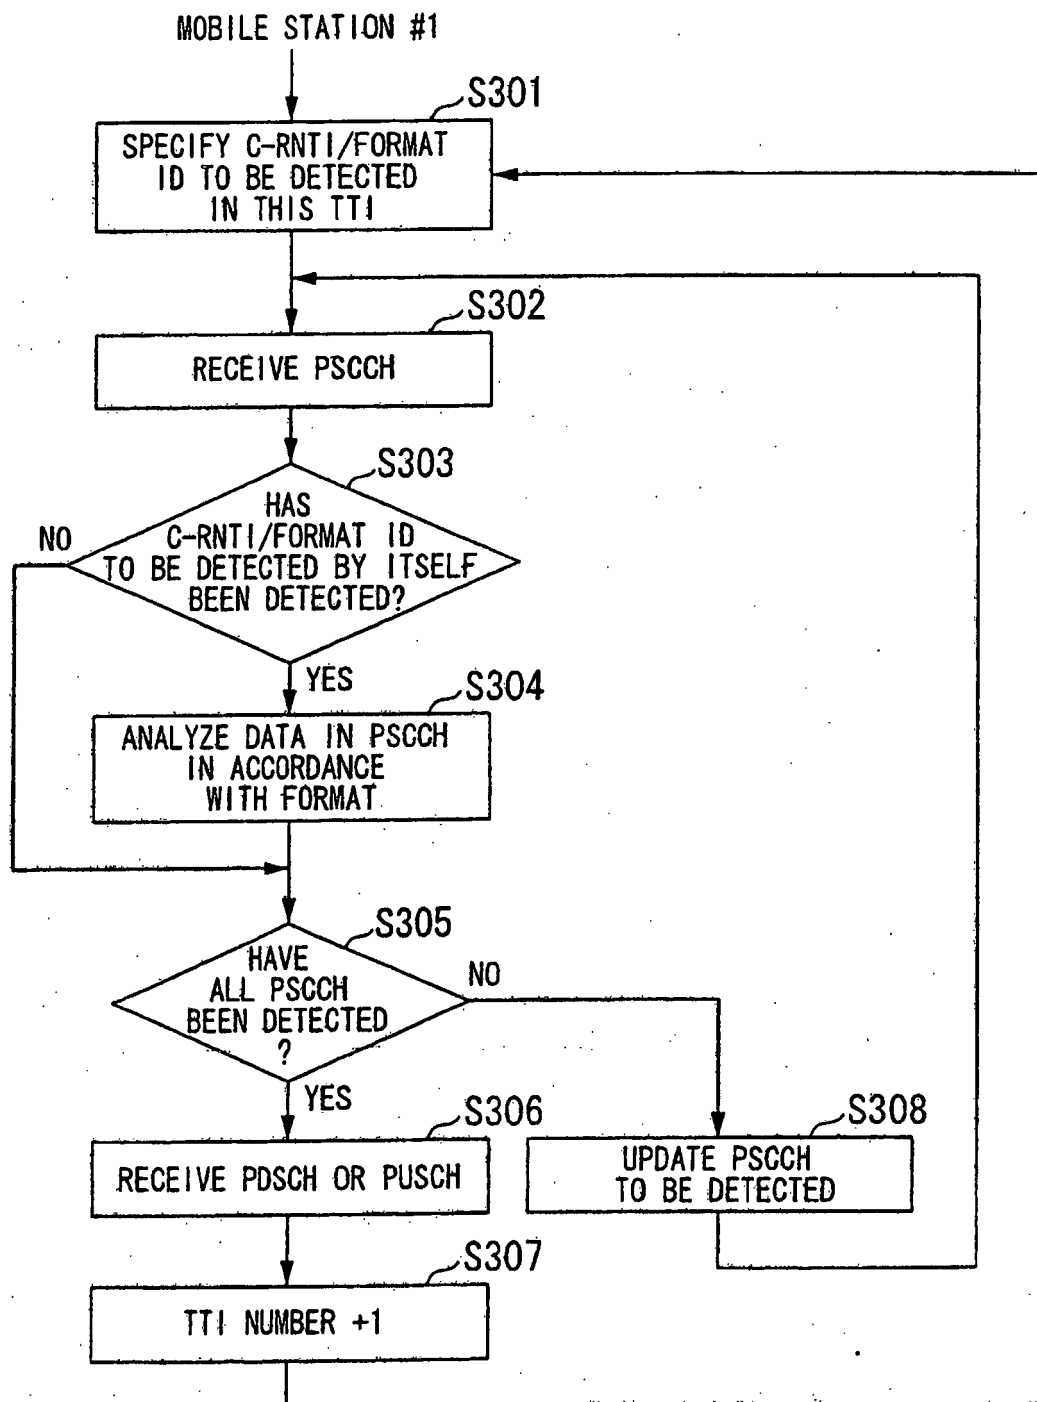 MOBILE STATION #1
S301
SPECIFY C-RNTI/FORMAT
ID TO BE DETECTED
IN THIS TTI
S302
RECEIVE PSCCH
S303
HAS
C-RNTI/FORMAT ID
TO BE DETECTED BY ITSELF
BEEN DETECTED?
NO
YES
S304
ANALYZE DATA IN PSCCH
IN ACCORDANCE
WITH FORMAT
S305
HAVE
ALL PSCCH
BEEN DETECTED
?
NO
YES
S306
RECEIVE PDSCH OR PUSCH
S308
UPDATE PSCCH
TO BE DETECTED
S307
TTI NUMBER +1